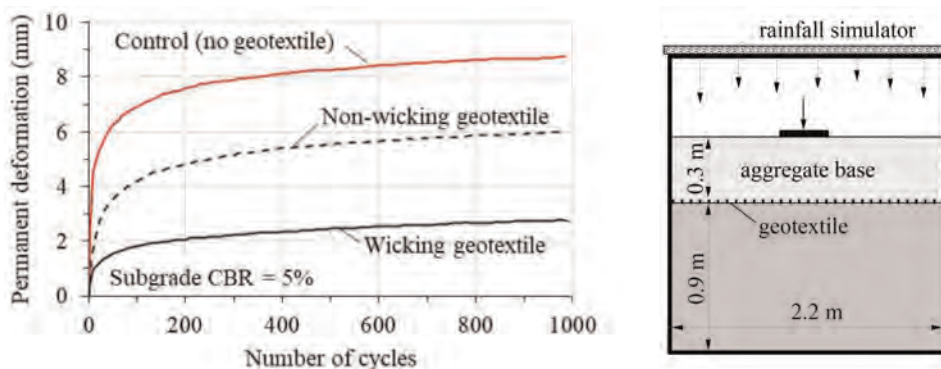 10
8
6
4
2
0
Permanent deformation (mm)
Control (no geotextile)
Non-wicking geotextile
Wicking geotextile
Subgrade CBR = 5%
0
200
400
600
800
1000
Number of cycles
rainfall simulator
0.3 m
aggregate base
geotextile
0.9 m
2.2 m